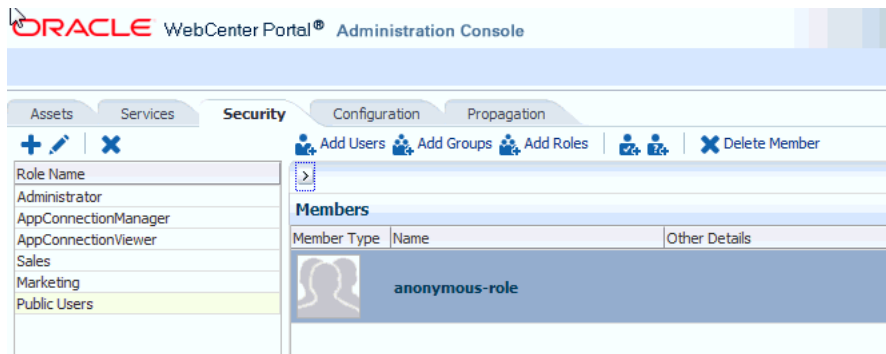 ORACLE WebCenter Portal® Administration Console
Assets Services Security Configuration Propagation
Add Users Add Groups Add Roles Delete Member
Role Name
Administrator
AppConnectionManager
AppConnectionViewer
Sales
Marketing
Public Users
Members
Member Type Name Other Details
anonymous-role